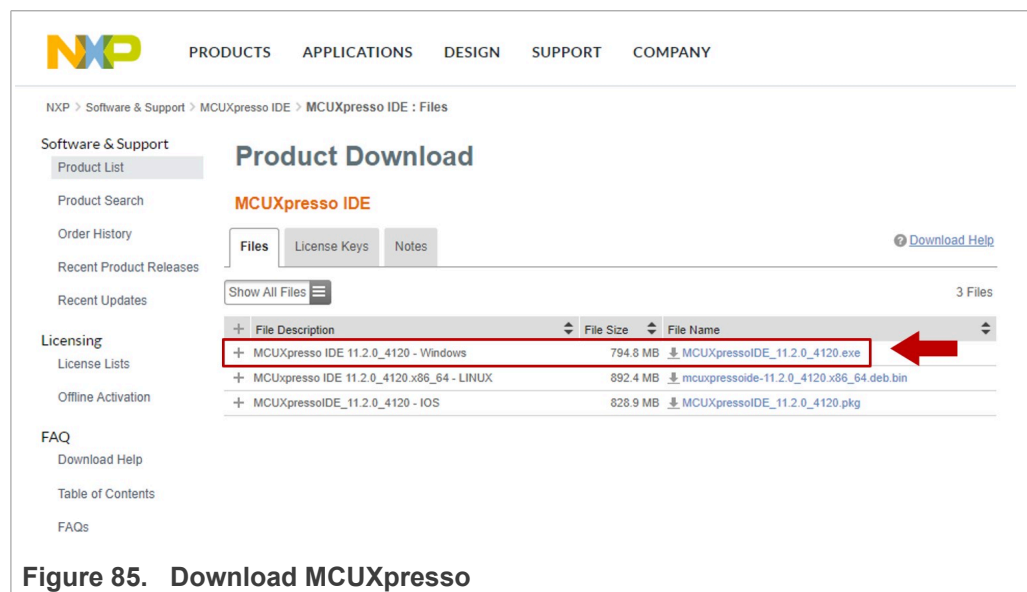 NXP PRODUCTS APPLICATIONS DESIGN SUPPORT COMPANY
NXP > Software & Support > MCUXpresso IDE > MCUXpresso IDE : Files
Software & Support
Product List
Product Search
Order History
Recent Product Releases
Recent Updates
Licensing
License Lists
Offline Activation
FAQ
Download Help
Table of Contents
FAQs
Product Download
MCUXpresso IDE
Files License Keys Notes
Download Help
Show All Files
3 Files
+ File Description File Size File Name
+ MCUXpresso IDE 11.2.0_4120 - Windows 794.8 MB MCUXpressoIDE_11.2.0_4120.exe
+ MCUxpresso IDE 11.2.0_4120.x86_64 - LINUX 892.4 MB mcuxpressoide-11.2.0_4120.x86_64.deb.bin
+ MCUXpressoIDE_11.2.0_4120 - IOS 828.9 MB MCUXpressoIDE_11.2.0_4120.pkg
Figure 85. Download MCUXpresso